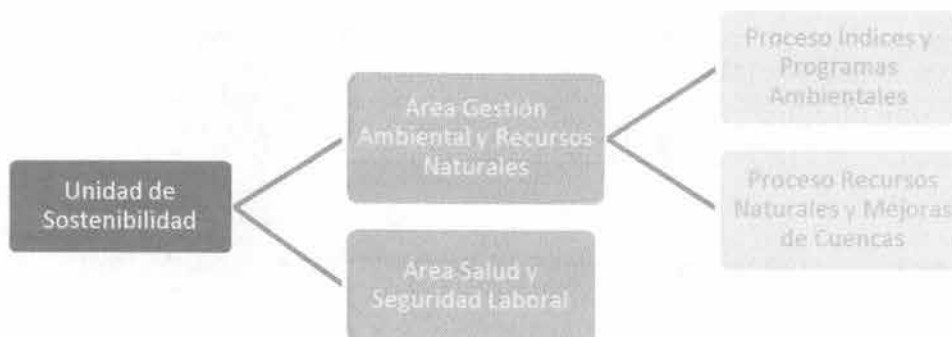 Unidad de
Sostenibilidad
Área Gestión
Ambiental y Recursos
Naturales
Área Salud y
Seguridad Laboral
Proceso Índices y
Programas
Ambientales
Proceso Recursos
Naturales y Mejoras
de Cuencas